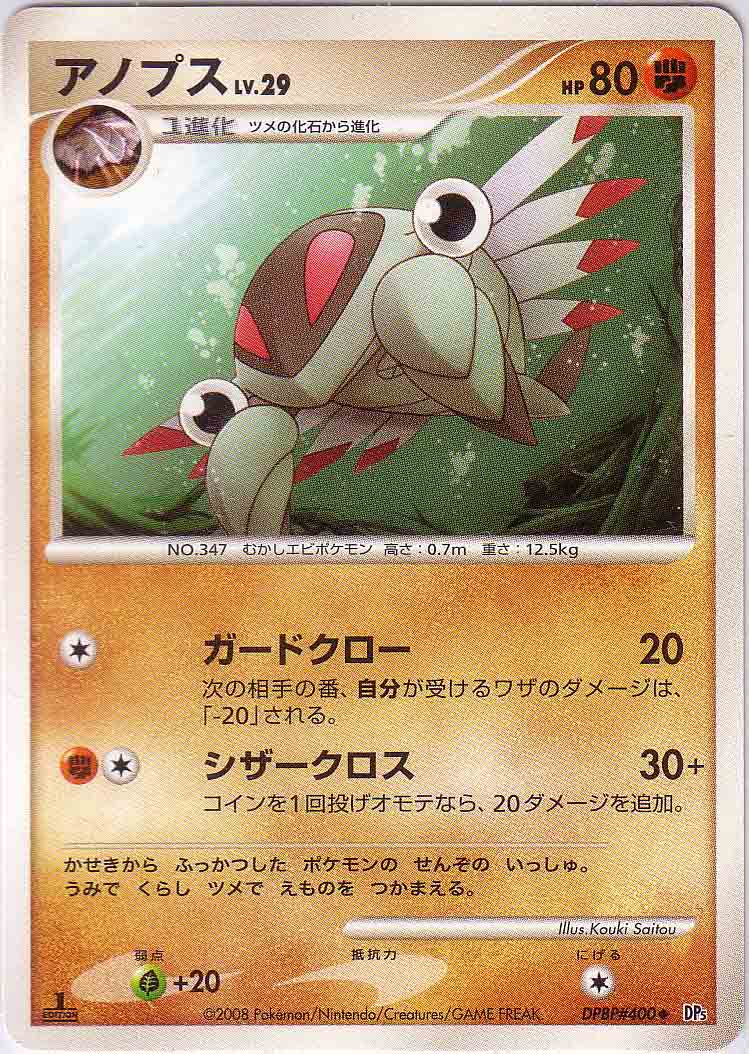 アノプス LV.29 HP 80
1進化 ツメの化石から進化
NO.347 むかしエビポケモン 高さ：0.7m 重さ：12.5kg
ガードクロー 20
次の相手の番、自分が受けるワザのダメージは、
「-20」される。
シザークロス 30+
コインを1回投げオモテなら、20ダメージを追加。
かせきから ふっかつした ポケモンの せんぞの いっしゅ。
うみで くらし ツメで えものを つかまえる。
Illus.Kouki Saitou
弱点 抵抗力 にげる
+20
1 EDITION ©2008 Pokémon/Nintendo/Creatures/GAME FREAK. DPBP#400◆ DP5